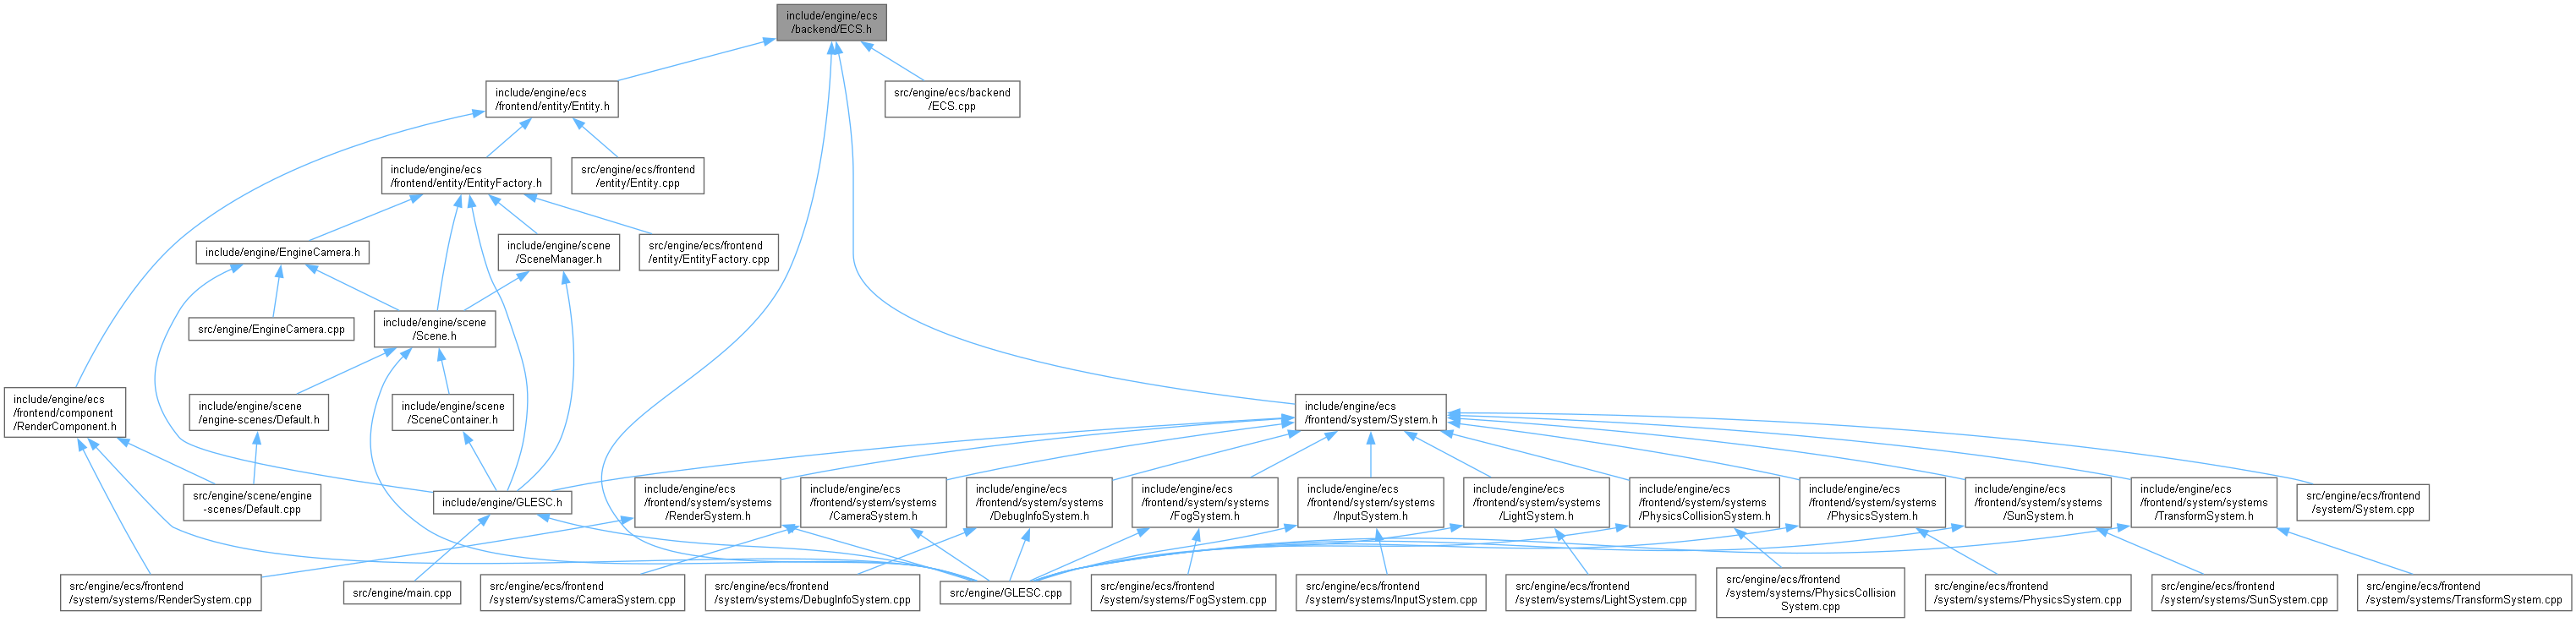 include/engine/ecs
/backend/ECS.h
include/engine/ecs
/frontend/entity/Entity.h
src/engine/ecs/backend
/ECS.cpp
include/engine/ecs
/frontend/entity/EntityFactory.h
src/engine/ecs/frontend
/entity/Entity.cpp
include/engine/EngineCamera.h
include/engine/scene
/SceneManager.h
src/engine/ecs/frontend
/entity/EntityFactory.cpp
src/engine/EngineCamera.cpp
include/engine/scene
/Scene.h
include/engine/ecs
/frontend/component
/RenderComponent.h
include/engine/scene
/engine-scenes/Default.h
include/engine/scene
/SceneContainer.h
include/engine/ecs
/frontend/system/System.h
src/engine/scene/engine
-scenes/Default.cpp
include/engine/GLESC.h
include/engine/ecs
/frontend/system/systems
/RenderSystem.h
include/engine/ecs
/frontend/system/systems
/CameraSystem.h
include/engine/ecs
/frontend/system/systems
/DebugInfoSystem.h
include/engine/ecs
/frontend/system/systems
/FogSystem.h
include/engine/ecs
/frontend/system/systems
/InputSystem.h
include/engine/ecs
/frontend/system/systems
/LightSystem.h
include/engine/ecs
/frontend/system/systems
/PhysicsCollisionSystem.h
include/engine/ecs
/frontend/system/systems
/PhysicsSystem.h
include/engine/ecs
/frontend/system/systems
/SunSystem.h
include/engine/ecs
/frontend/system/systems
/TransformSystem.h
src/engine/ecs/frontend
/system/System.cpp
src/engine/ecs/frontend
/system/systems/RenderSystem.cpp
src/engine/main.cpp
src/engine/ecs/frontend
/system/systems/CameraSystem.cpp
src/engine/ecs/frontend
/system/systems/DebugInfoSystem.cpp
src/engine/GLESC.cpp
src/engine/ecs/frontend
/system/systems/FogSystem.cpp
src/engine/ecs/frontend
/system/systems/InputSystem.cpp
src/engine/ecs/frontend
/system/systems/LightSystem.cpp
src/engine/ecs/frontend
/system/systems/PhysicsCollision
System.cpp
src/engine/ecs/frontend
/system/systems/PhysicsSystem.cpp
src/engine/ecs/frontend
/system/systems/SunSystem.cpp
src/engine/ecs/frontend
/system/systems/TransformSystem.cpp